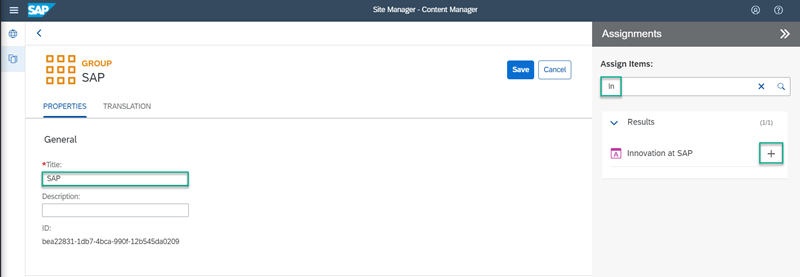 SAP
Site Manager - Content Manager
GROUP
SAP
Save
Cancel
PROPERTIES
TRANSLATION
General
*Title:
SAP
Description:
ID:
bea22831-1db7-4bca-990f-12b545da0209
Assignments
Assign Items:
In
Results
(1/1)
A
Innovation at SAP